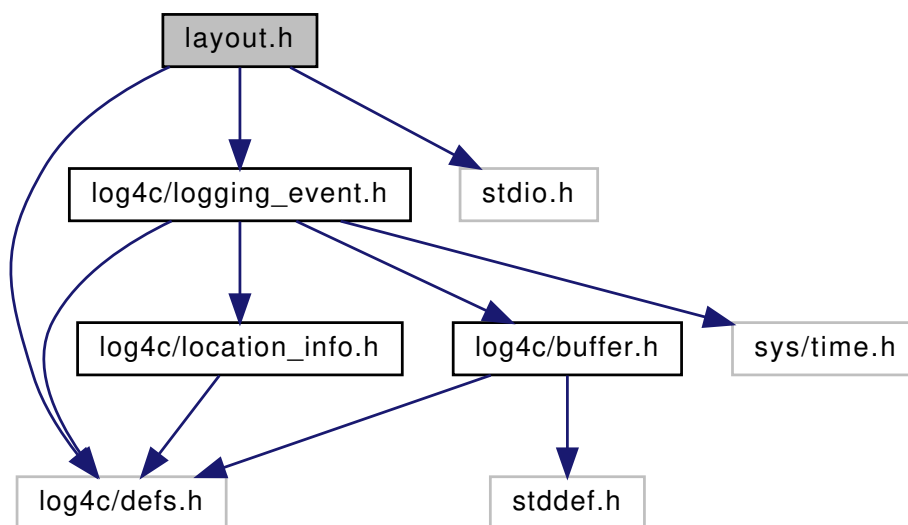 layout.h
log4c/logging_event.h
stdio.h
log4c/location_info.h
log4c/buffer.h
sys/time.h
log4c/defs.h
stddef.h